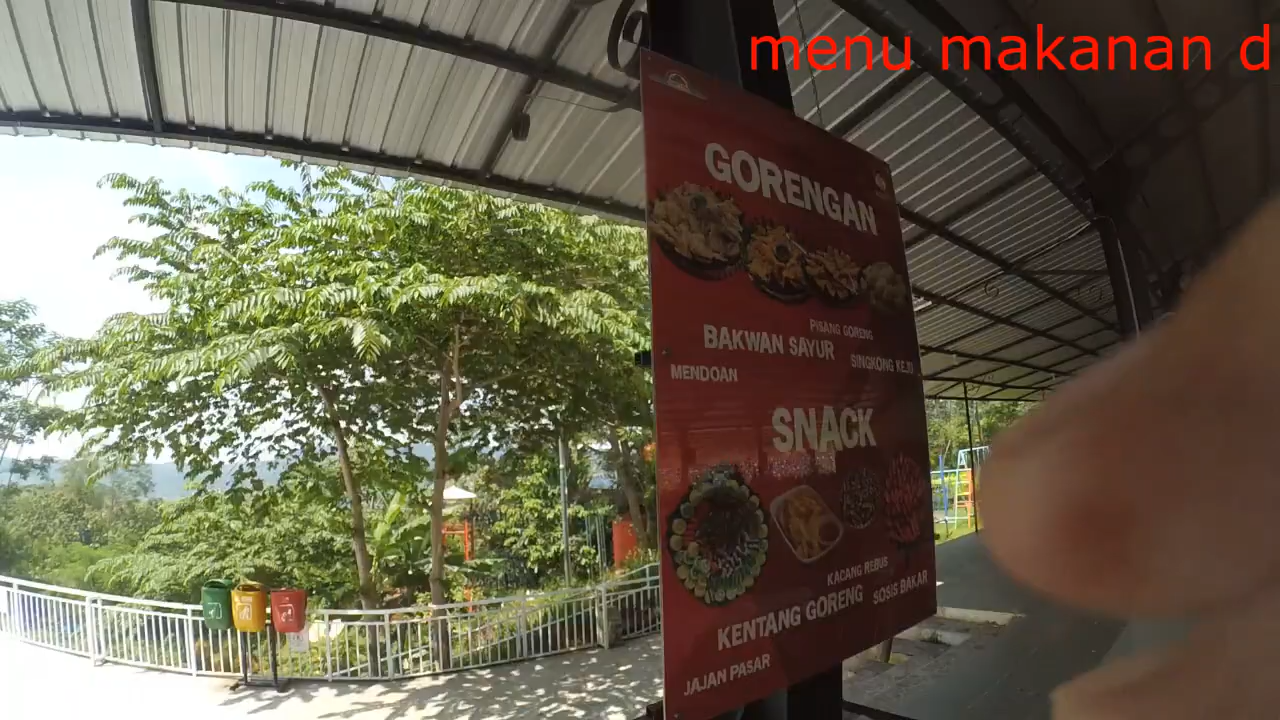 menu makanan d
GORENGAN
PISANG GORENG
BAKWAN SAYUR
SINGKONG KEJU
MENDOAN
SNACK
KACANG REBUS
KENTANG GORENG
SOSIS BAKAR
JAJAN PASAR